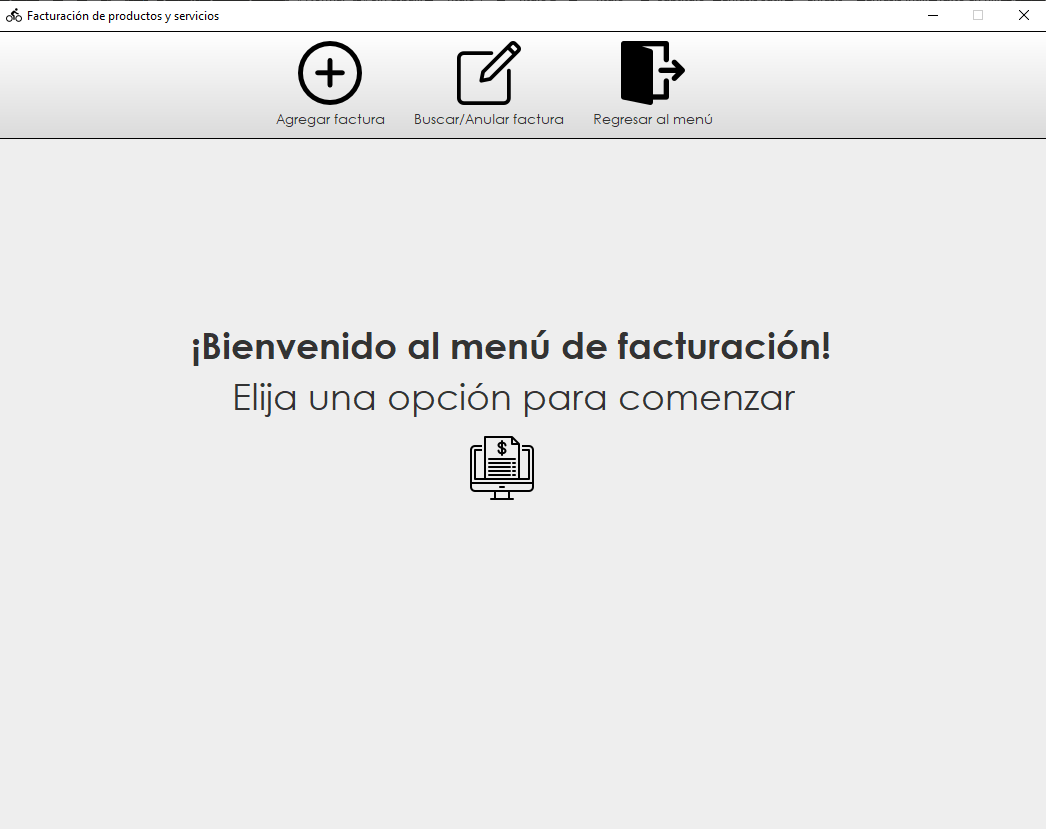 Facturación de productos y servicios
Agregar factura
Buscar/Anular factura
Regresar al menú
¡Bienvenido al menú de facturación!
Elija una opción para comenzar
$